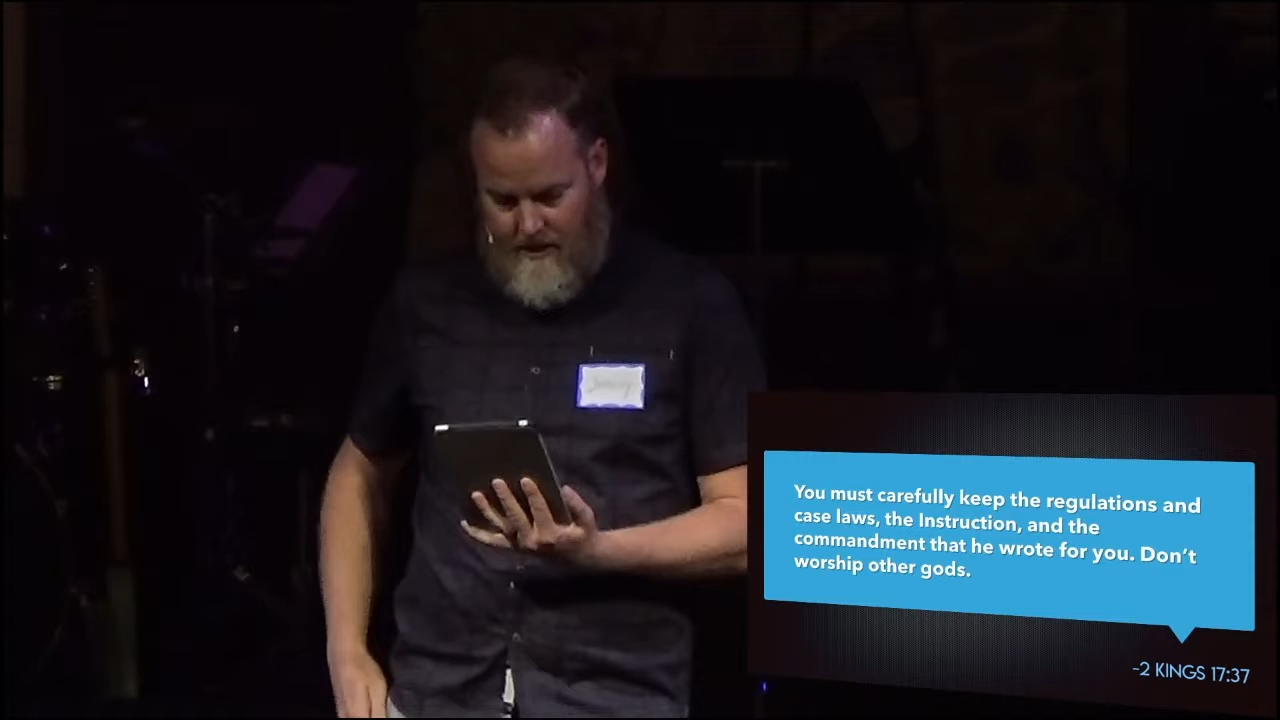 You must carefully keep the regulations and
case laws, the Instruction, and the
commandment that he wrote for you. Don’t
worship other gods.
–2 KINGS 17:37